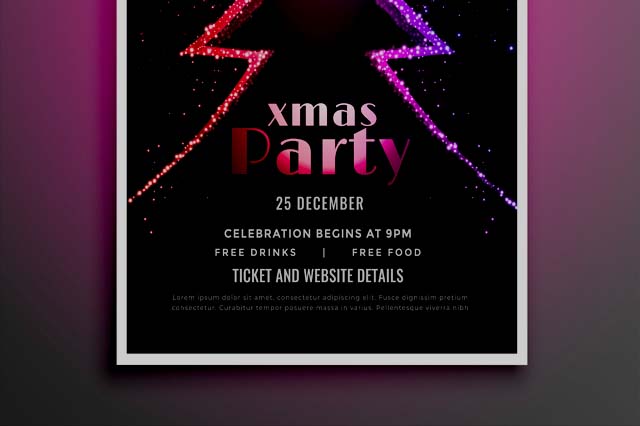 xmas
Party
25 DECEMBER
CELEBRATION BEGINS AT 9PM
FREE DRINKS | FREE FOOD
TICKET AND WEBSITE DETAILS
Lorem ipsum dolor sit amet, consectetur adipiscing elit. Fusce dignissim pretium
consectetur. Curabitur tempor posuere massa in varius. Pellentesque viverra nibh